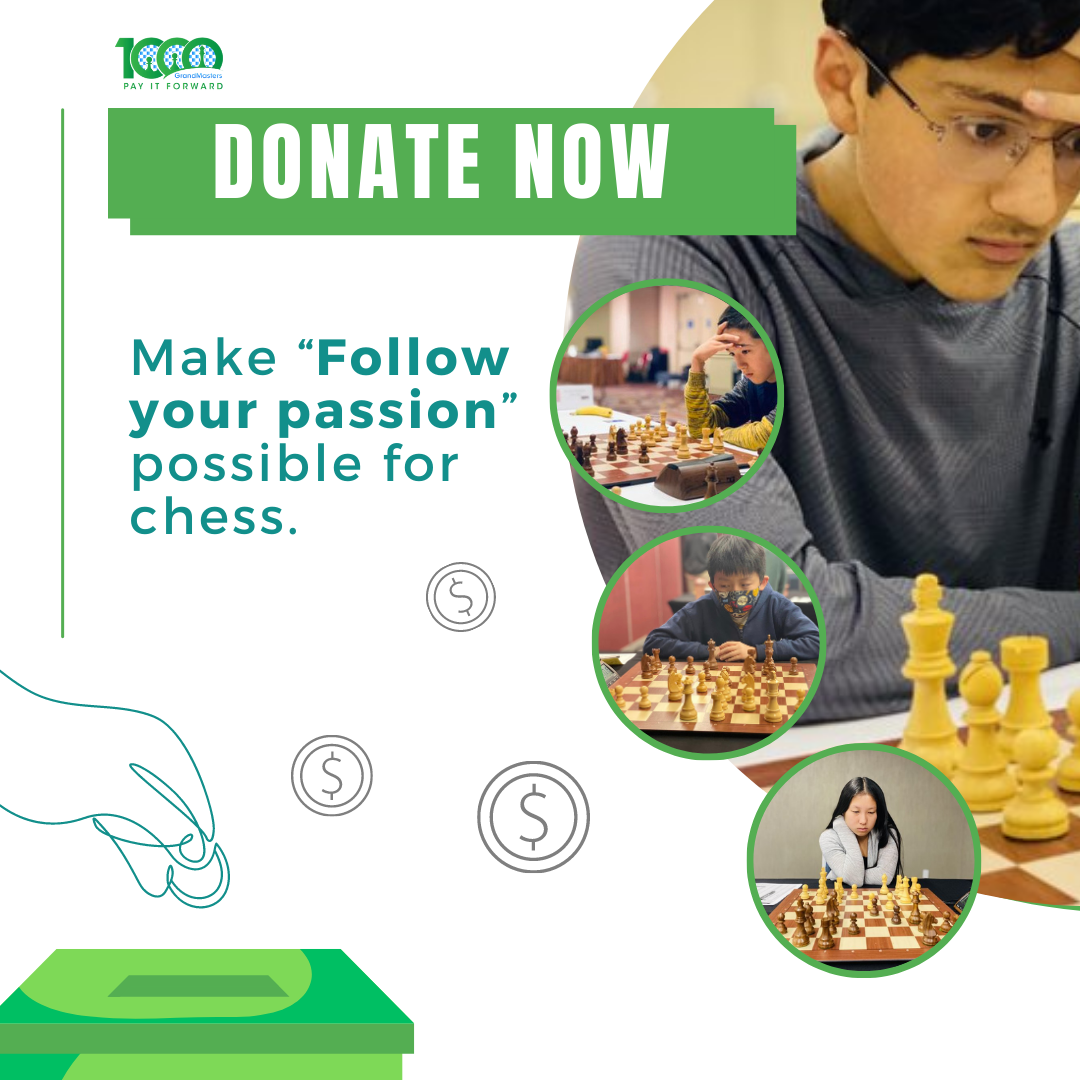 1000
GrandMasters
PAY IT FORWARD
DONATE NOW
Make “Follow
your passion”
possible for
chess.
$
$
$